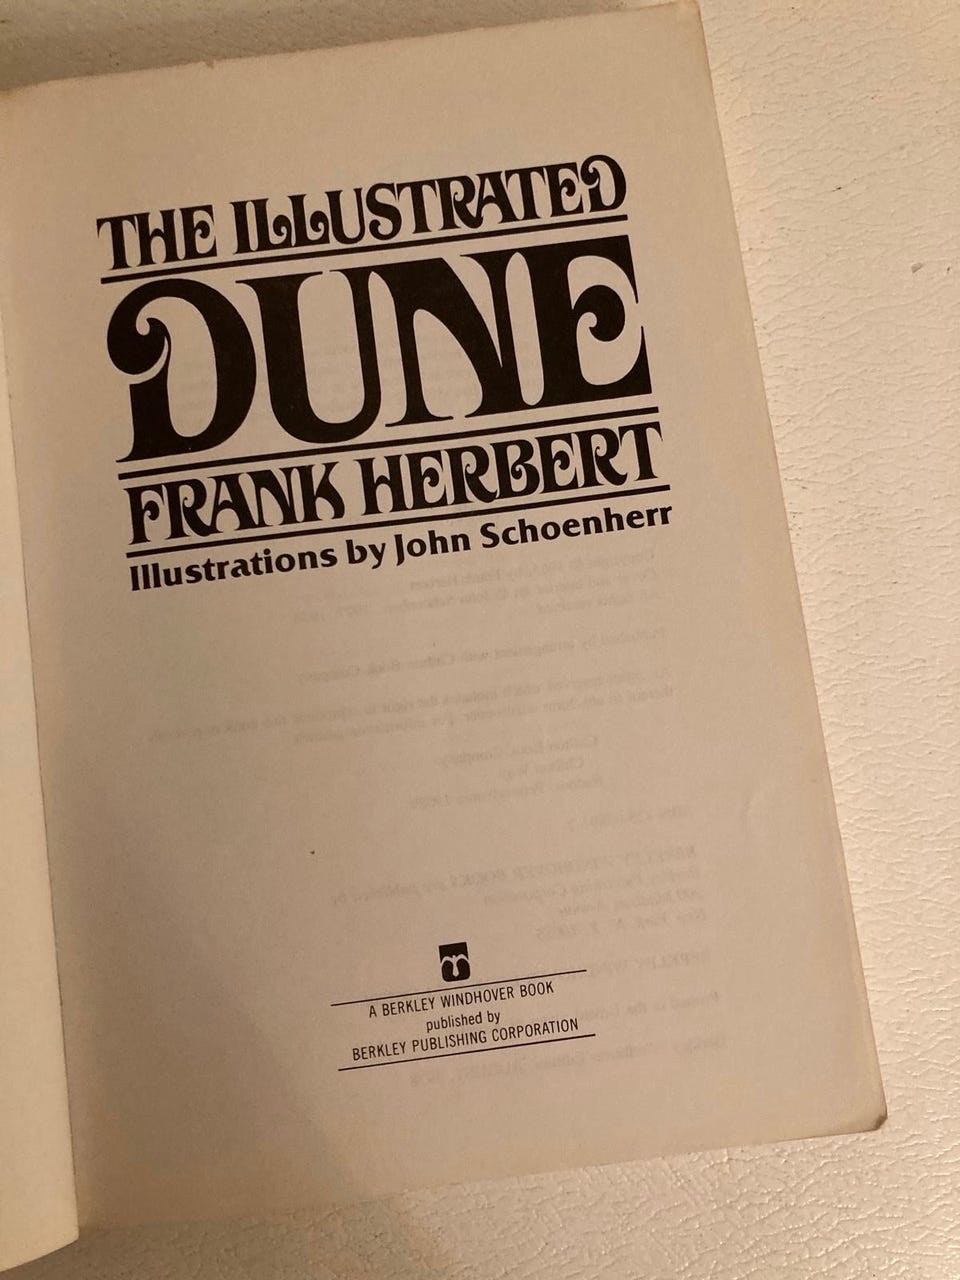 THE ILLUSTRATED
DUNE
FRANK HERBERT
Illustrations by John Schoenherr
A BERKLEY WINDHOVER BOOK
published by
BERKLEY PUBLISHING CORPORATION